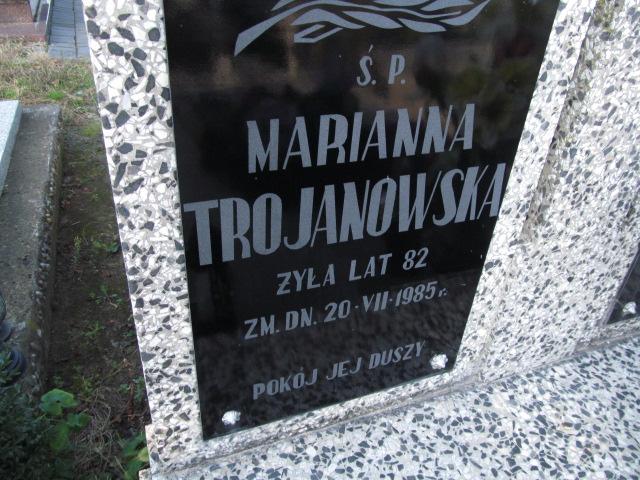 Ś. P.
MARIANNA
TROJANOWSKA
ŻYŁA LAT 82
ZM. DN. 20·VII·1985 r.
POKÓJ JEJ DUSZY